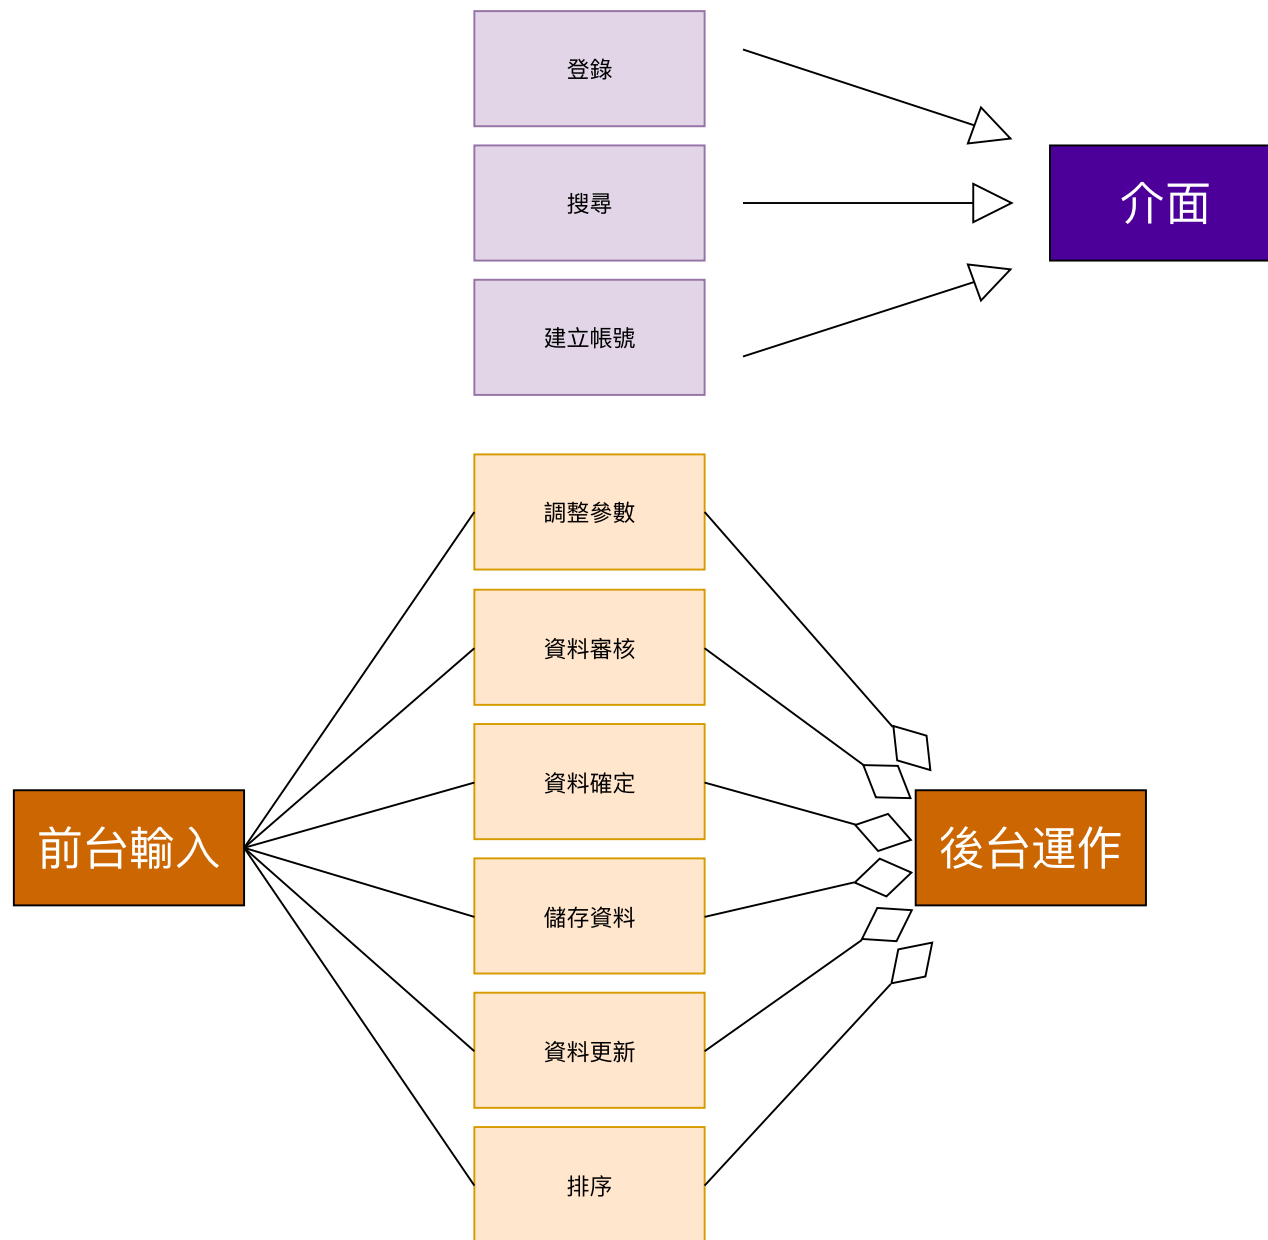 登錄
搜尋
介面
建立帳號
調整參數
資料審核
資料確定
前台輸入
後台運作
儲存資料
資料更新
排序